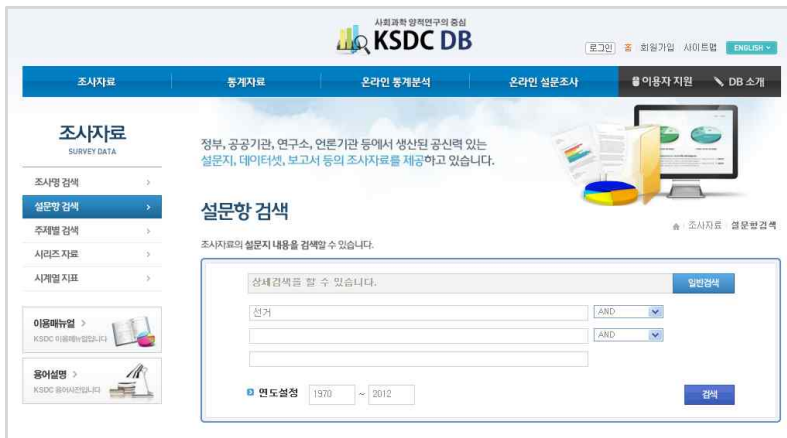 사회과학 양적연구의 중심
KSDC DB
로그인 홈 회원가입 사이트맵 ENGLISH
조사자료 통계자료 온라인 통계분석 온라인 설문조사 이용자 지원 DB 소개
조사자료
SURVEY DATA
조사명 검색
설문항 검색
주제별 검색
시리즈 자료
시계열 지표
이용매뉴얼 >
KSDC 이용매뉴얼입니다
용어설명 >
KSDC 용어사전입니다
정부, 공공기관, 연구소, 언론기관 등에서 생산된 공신력 있는
설문지, 데이터셋, 보고서 등의 조사자료를 제공하고 있습니다.
설문항 검색
조사자료 설문항검색
조사자료의 설문지 내용을 검색할 수 있습니다.
상세검색을 할 수 있습니다. 일반검색
선거 AND
AND
연도설정 1970 ~ 2012 검색